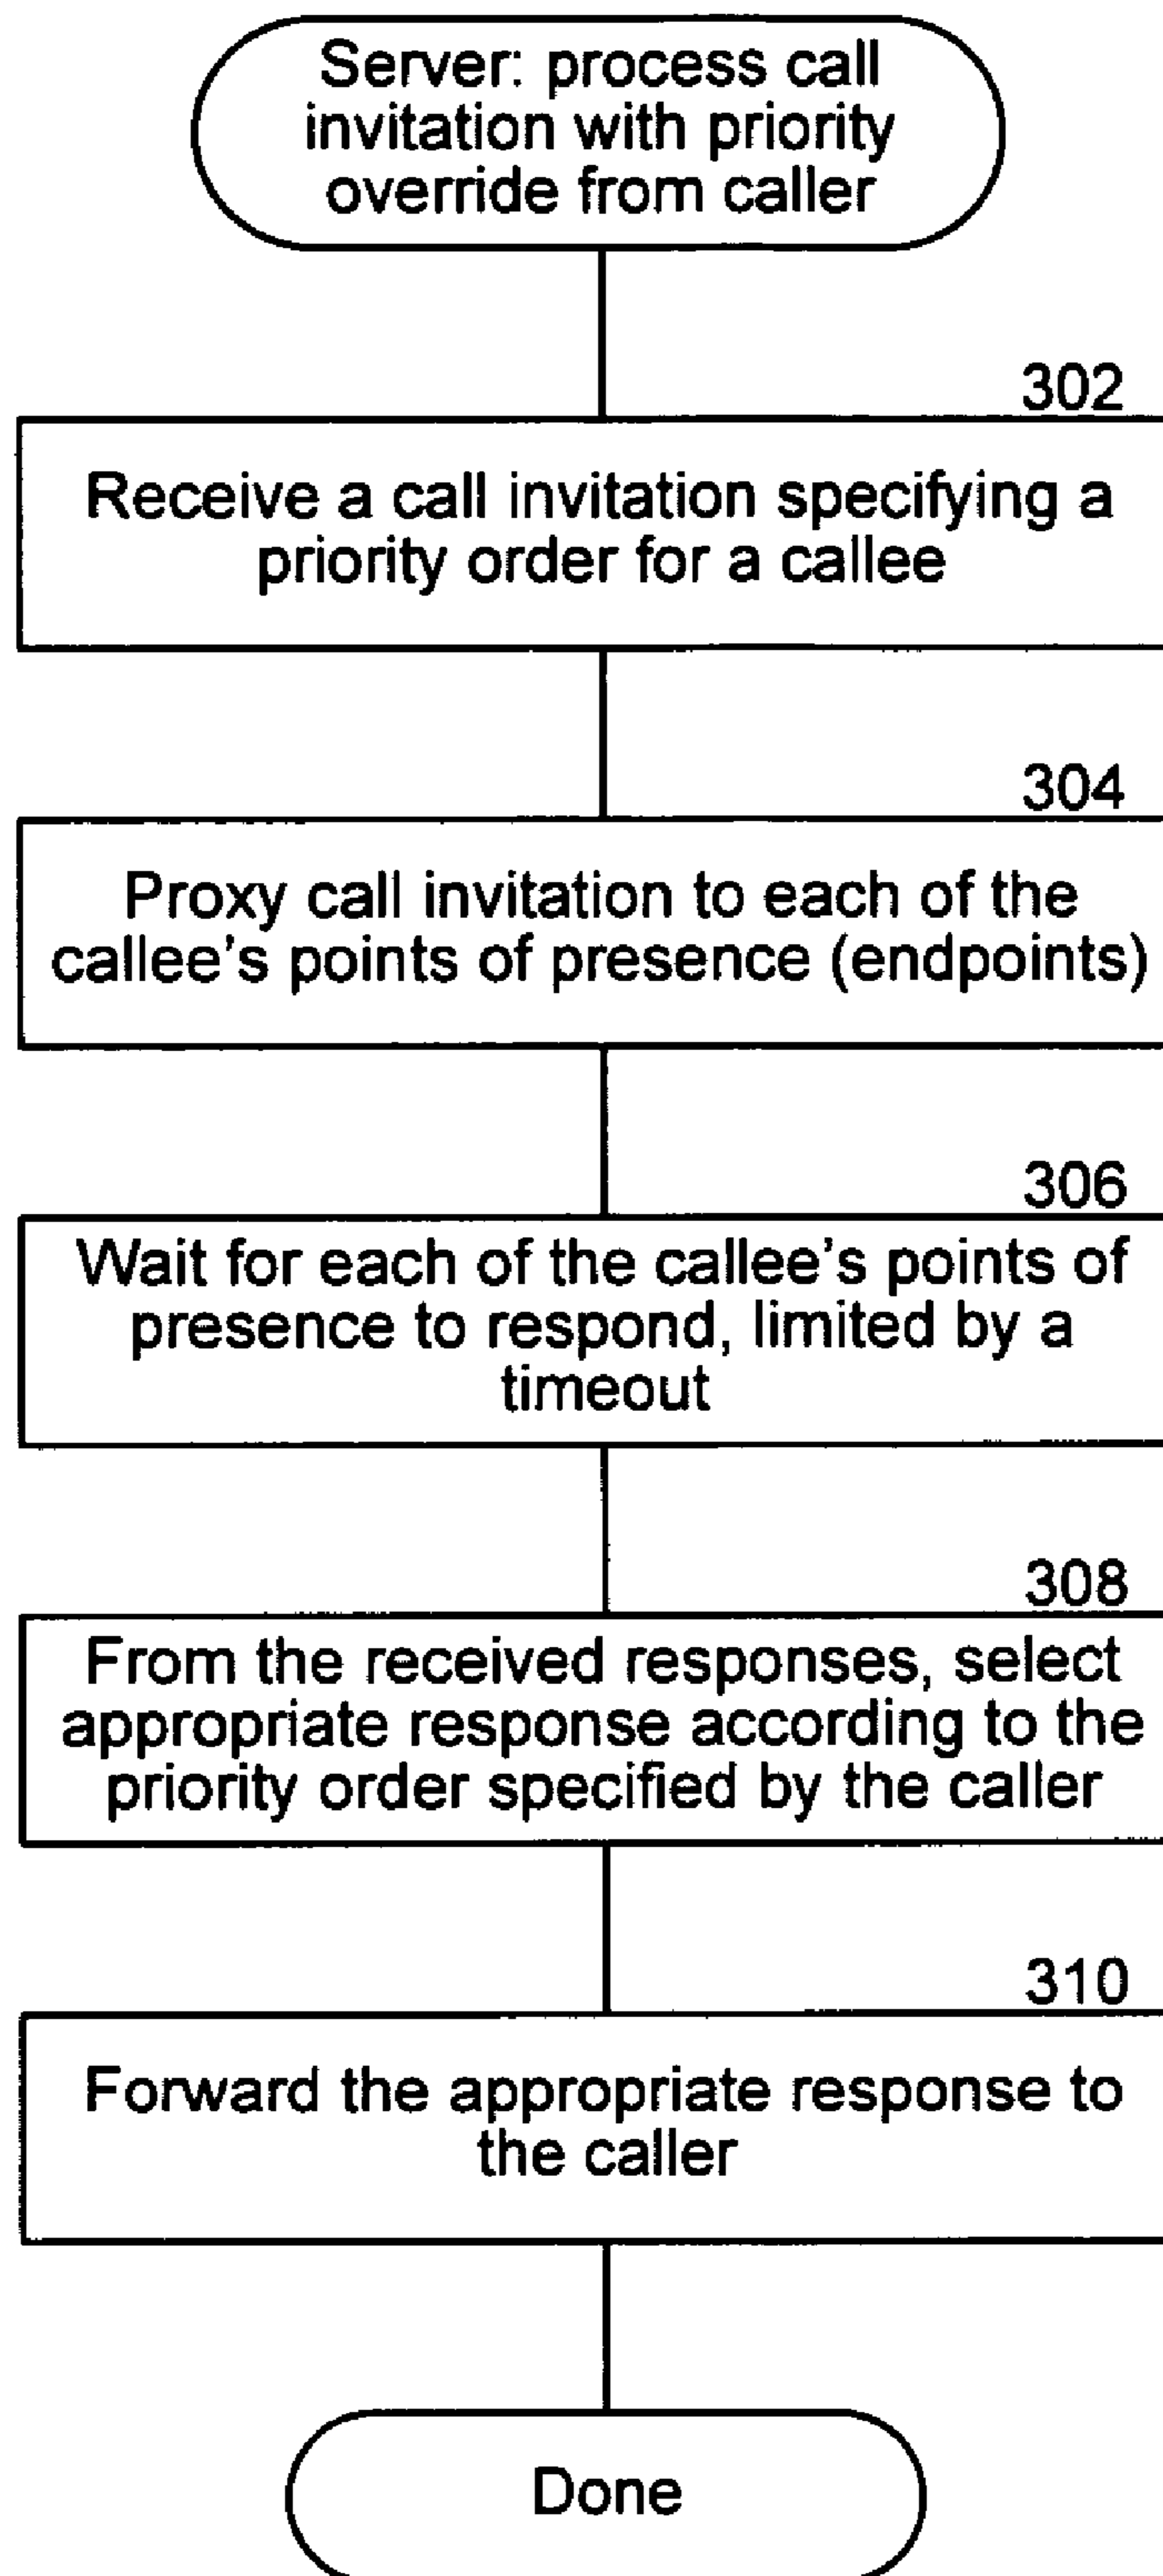 Server: process call
invitation with priority
override from caller
302
Receive a call invitation specifying a
priority order for a callee
304
Proxy call invitation to each of the
callee's points of presence (endpoints)
306
Wait for each of the callee's points of
presence to respond, limited by a
timeout
308
From the received responses, select
appropriate response according to the
priority order specified by the caller
310
Forward the appropriate response to
the caller
Done